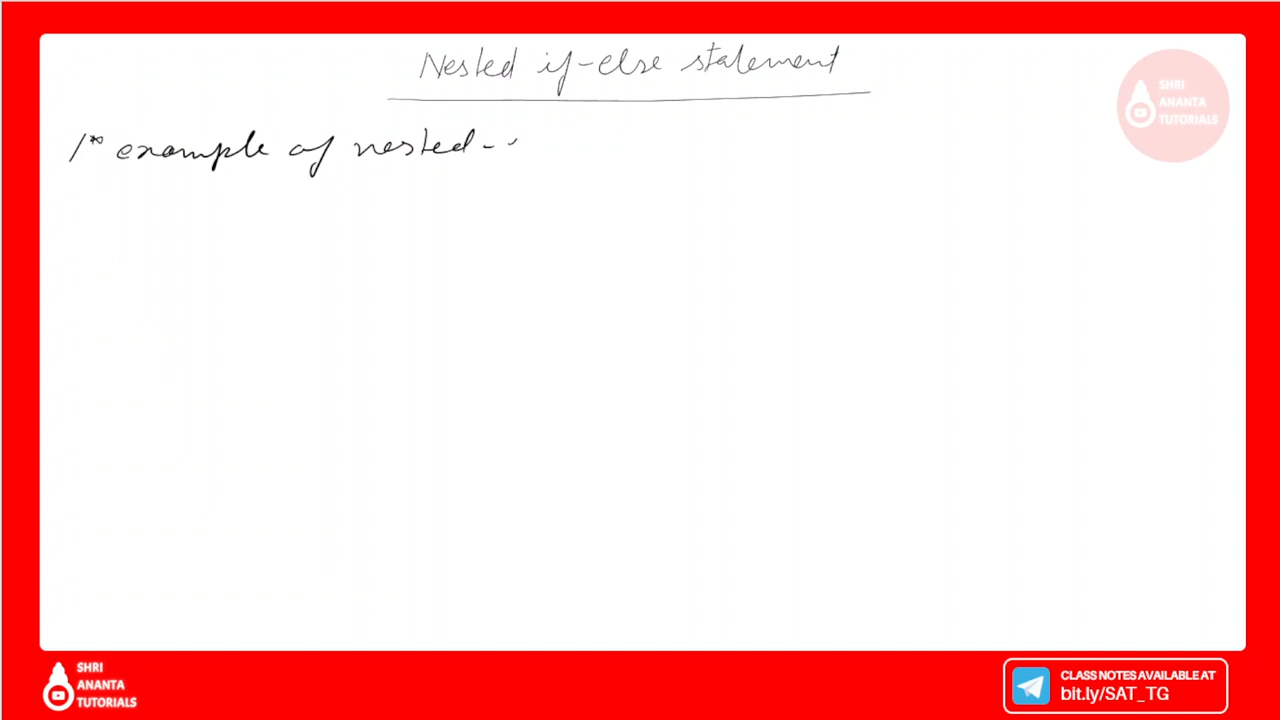 Nested if-else statement
/* example of nested-
SHRI
ANANTA
TUTORIALS
SHRI
ANANTA
TUTORIALS
CLASS NOTES AVAILABLE AT
bit.ly/SAT_TG